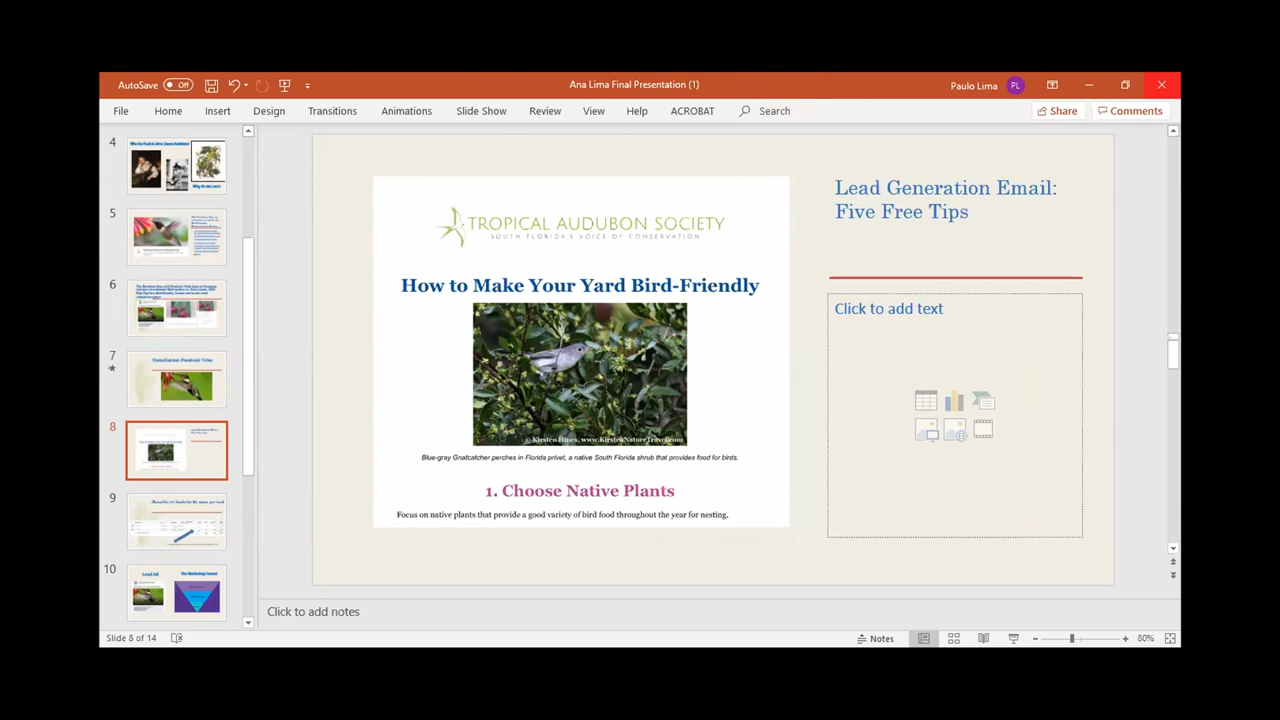 AutoSave Off
Ana Lima Final Presentation (1)
Paulo Lima PL
File Home Insert Design Transitions Animations Slide Show Review View Help ACROBAT Search
Share Comments
4
5
6
7
8
9
10
Lead Ad
The Marketing Funnel
TROPICAL AUDUBON SOCIETY
SOUTH FLORIDA'S VOICE OF CONSERVATION
How to Make Your Yard Bird-Friendly
© Kirsten Hines, www.KirstenNatureTravel.com
Blue-gray Gnatcatcher perches in Florida privet, a native South Florida shrub that provides food for birds.
1. Choose Native Plants
Focus on native plants that provide a good variety of bird food throughout the year for nesting,
Lead Generation Email:
Five Free Tips
Click to add text
Click to add notes
Slide 8 of 14
Notes
80%